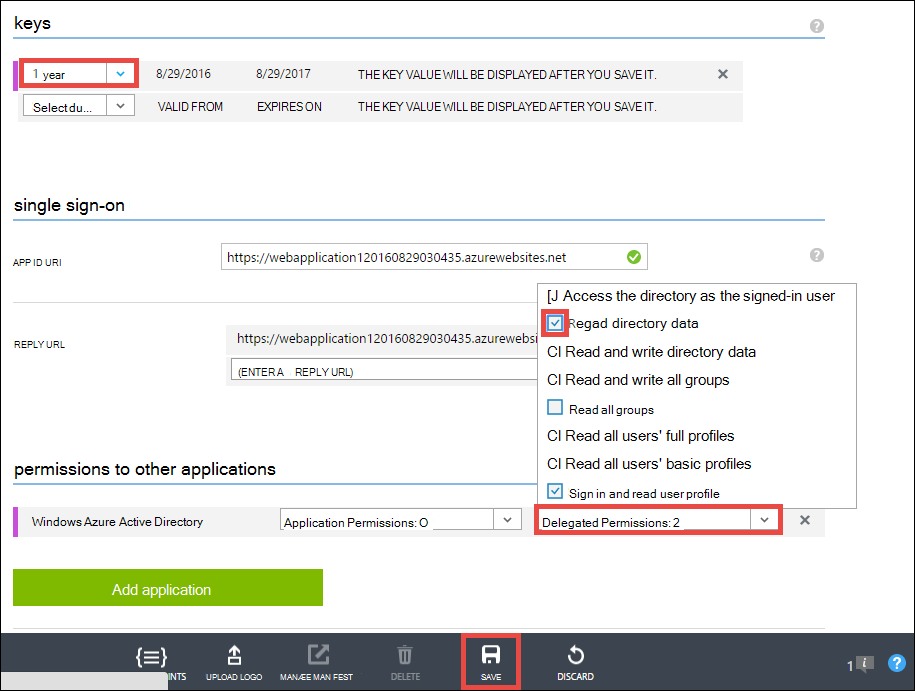 keys
1 year 8/29/2016 8/29/2017 THE KEY VALUE WILL BE DISPLAYED AFTER YOU SAVE IT.
Select du... VALID FROM EXPIRES ON THE KEY VALUE WILL BE DISPLAYED AFTER YOU SAVE IT.
single sign-on
APP ID URI https://webapplication120160829030435.azurewebsites.net
[J Access the directory as the signed-in user
Regad directory data
REPLY URL https://webapplication120160829030435.azurewebsi
CI Read and write directory data
(ENTER A REPLY URL)
CI Read and write all groups
Read all groups
CI Read all users' full profiles
CI Read all users' basic profiles
Sign in and read user profile
permissions to other applications
Windows Azure Active Directory Application Permissions: O Delegated Permissions: 2
Add application
INTS UPLOAD LOGO MANÆE MAN FEST DELETE SAVE DISCARD 1